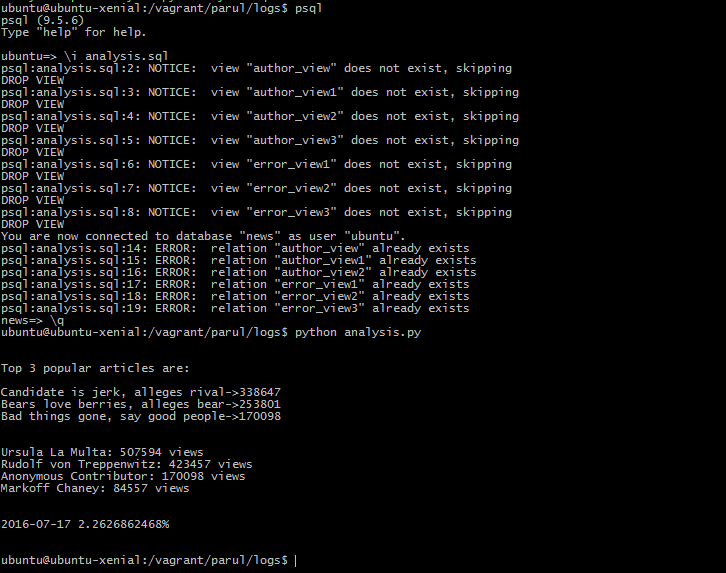 ubuntu@ubuntu-xenial:/vagrant/parul/logs$ psql
psql (9.5.6)
Type "help" for help.
ubuntu=> \i analysis.sql
psql:analysis.sql:2: NOTICE:  view "author_view" does not exist, skipping
DROP VIEW
psql:analysis.sql:3: NOTICE:  view "author_view1" does not exist, skipping
DROP VIEW
psql:analysis.sql:4: NOTICE:  view "author_view2" does not exist, skipping
DROP VIEW
psql:analysis.sql:5: NOTICE:  view "author_view3" does not exist, skipping
DROP VIEW
psql:analysis.sql:6: NOTICE:  view "error_view1" does not exist, skipping
DROP VIEW
psql:analysis.sql:7: NOTICE:  view "error_view2" does not exist, skipping
DROP VIEW
psql:analysis.sql:8: NOTICE:  view "error_view3" does not exist, skipping
DROP VIEW
You are now connected to database "news" as user "ubuntu".
psql:analysis.sql:14: ERROR:  relation "author_view" already exists
psql:analysis.sql:15: ERROR:  relation "author_view1" already exists
psql:analysis.sql:16: ERROR:  relation "author_view2" already exists
psql:analysis.sql:17: ERROR:  relation "error_view1" already exists
psql:analysis.sql:18: ERROR:  relation "error_view2" already exists
psql:analysis.sql:19: ERROR:  relation "error_view3" already exists
news=> \q
ubuntu@ubuntu-xenial:/vagrant/parul/logs$ python analysis.py
Top 3 popular articles are:
Candidate is jerk, alleges rival->338647
Bears love berries, alleges bear->253801
Bad things gone, say good people->170098
Ursula La Multa: 507594 views
Rudolf von Treppenwitz: 423457 views
Anonymous Contributor: 170098 views
Markoff Chaney: 84557 views
2016-07-17 2.2626862468%
ubuntu@ubuntu-xenial:/vagrant/parul/logs$